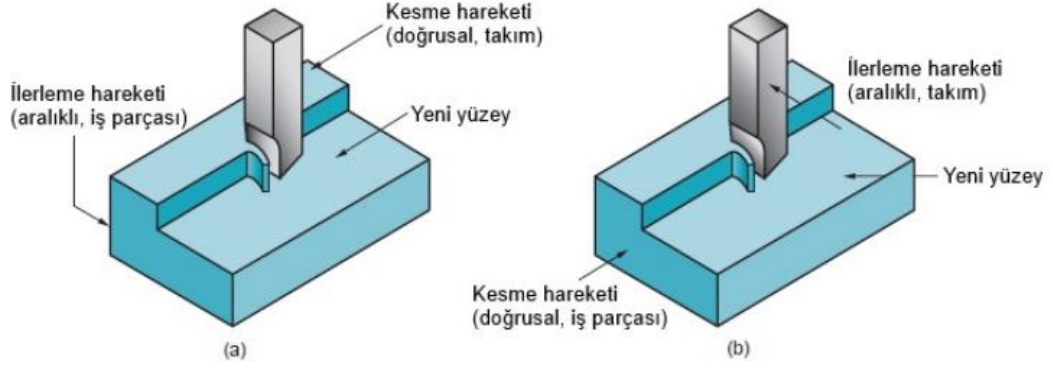 Kesme hareketi
(doğrusal, takım)
İlerleme hareketi
(aralıklı, iş parçası)
Yeni yüzey
(a)
İlerleme hareketi
(aralıklı, takım)
Yeni yüzey
Kesme hareketi
(doğrusal, iş parçası)
(b)